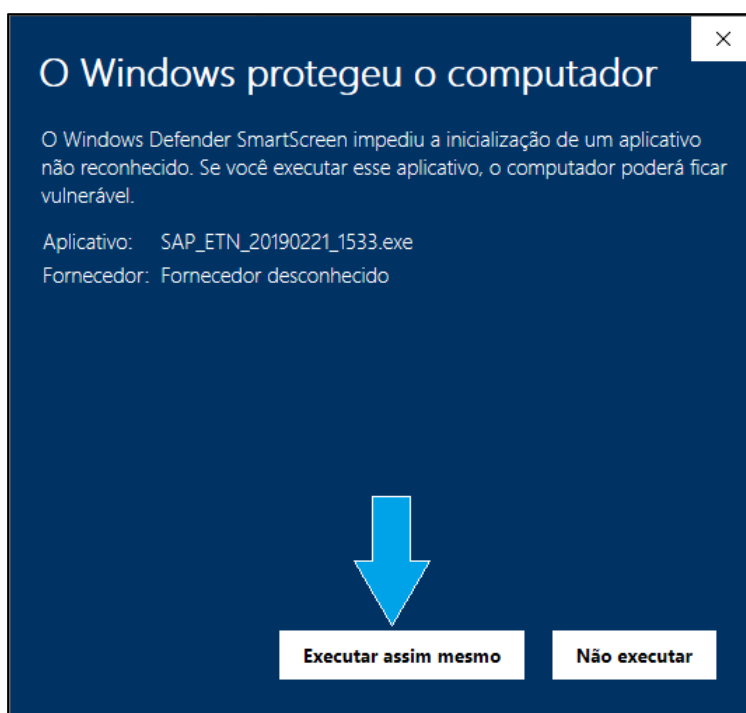 O Windows protegeu o computador
O Windows Defender SmartScreen impediu a inicialização de um aplicativo
não reconhecido. Se você executar esse aplicativo, o computador poderá ficar
vulnerável.
Aplicativo: SAP_ETN_20190221_1533.exe
Fornecedor: Fornecedor desconhecido
Executar assim mesmo Não executar